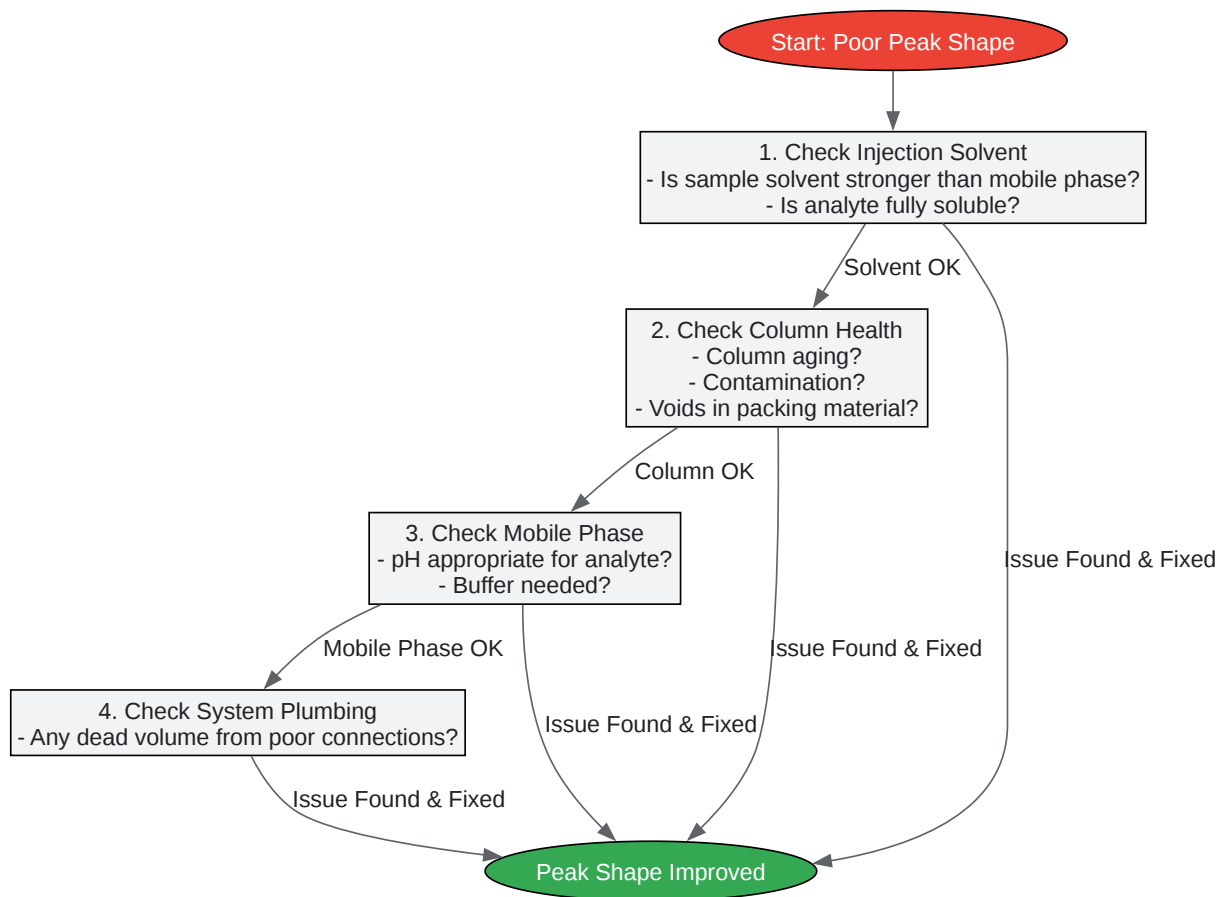 Start: Poor Peak Shape
1. Check Injection Solvent
- Is sample solvent stronger than mobile phase?
- Is analyte fully soluble?
Solvent OK
2. Check Column Health
- Column aging?
- Contamination?
- Voids in packing material?
Column OK
Issue Found & Fixed
3. Check Mobile Phase
- pH appropriate for analyte?
- Buffer needed?
Mobile Phase OK
Issue Found & Fixed
4. Check System Plumbing
- Any dead volume from poor connections?
Issue Found & Fixed
Issue Found & Fixed
Peak Shape Improved